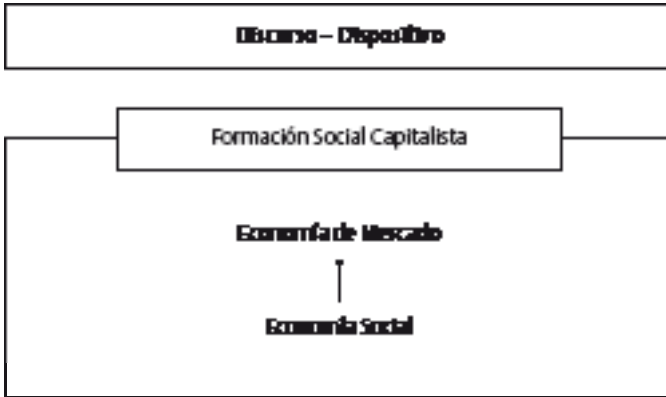 Discurso – Dispositivo
Formación Social Capitalista
Economía de Mercado
Economía Social